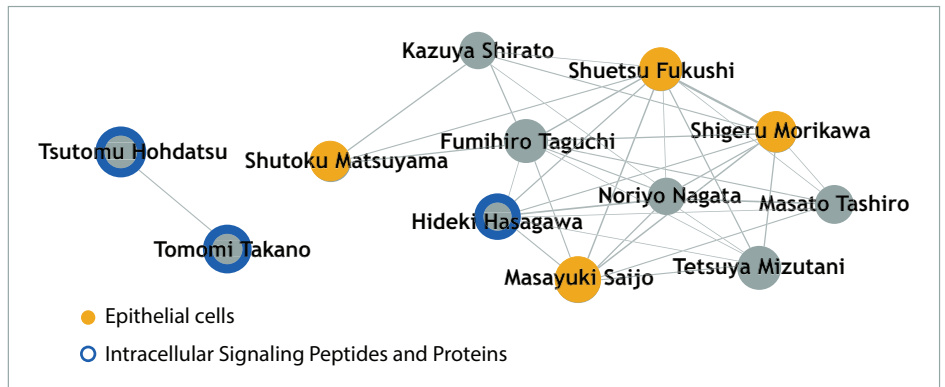 Kazuya Shirato
Shuetsu Fukushi
Shigeru Morikawa
Fumihiro Taguchi
Tsutomu Hohdatsu
Shutoku Matsuyama
Noriyo Nagata
Masato Tashiro
Hideki Hasagawa
Tomomi Takano
Tetsuya Mizutani
Masayuki Saijo
Epithelial cells
Intracellular Signaling Peptides and Proteins